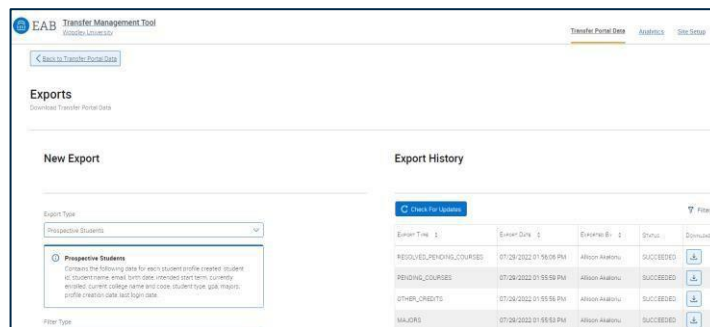 EAB Transfer Management Tool
Woodley University
Transfer Portal Data Analytics Site Setup
Back to Transfer Portal Data
Exports
Download Transfer Portal Data
New Export
Export History
Check For Updates
Filter
Export Type
Prospective Students
Prospective Students
Contains the following data for each student profile created: student
id, student name, email, birth date, intended start term, currently
enrolled, current college name and code, student type, gpa, majors,
profile creation date, last login date.
Filter Type
Export Type Export Date Exported By Status Download
RESOLVED_PENDING_COURSES 07/29/2022 01:56:06 PM Allison Akalonu SUCCEEDED
PENDING_COURSES 07/29/2022 01:55:59 PM Allison Akalonu SUCCEEDED
OTHER_CREDITS 07/29/2022 01:55:56 PM Allison Akalonu SUCCEEDED
MAJORS 07/29/2022 01:55:53 PM Allison Akalonu SUCCEEDED